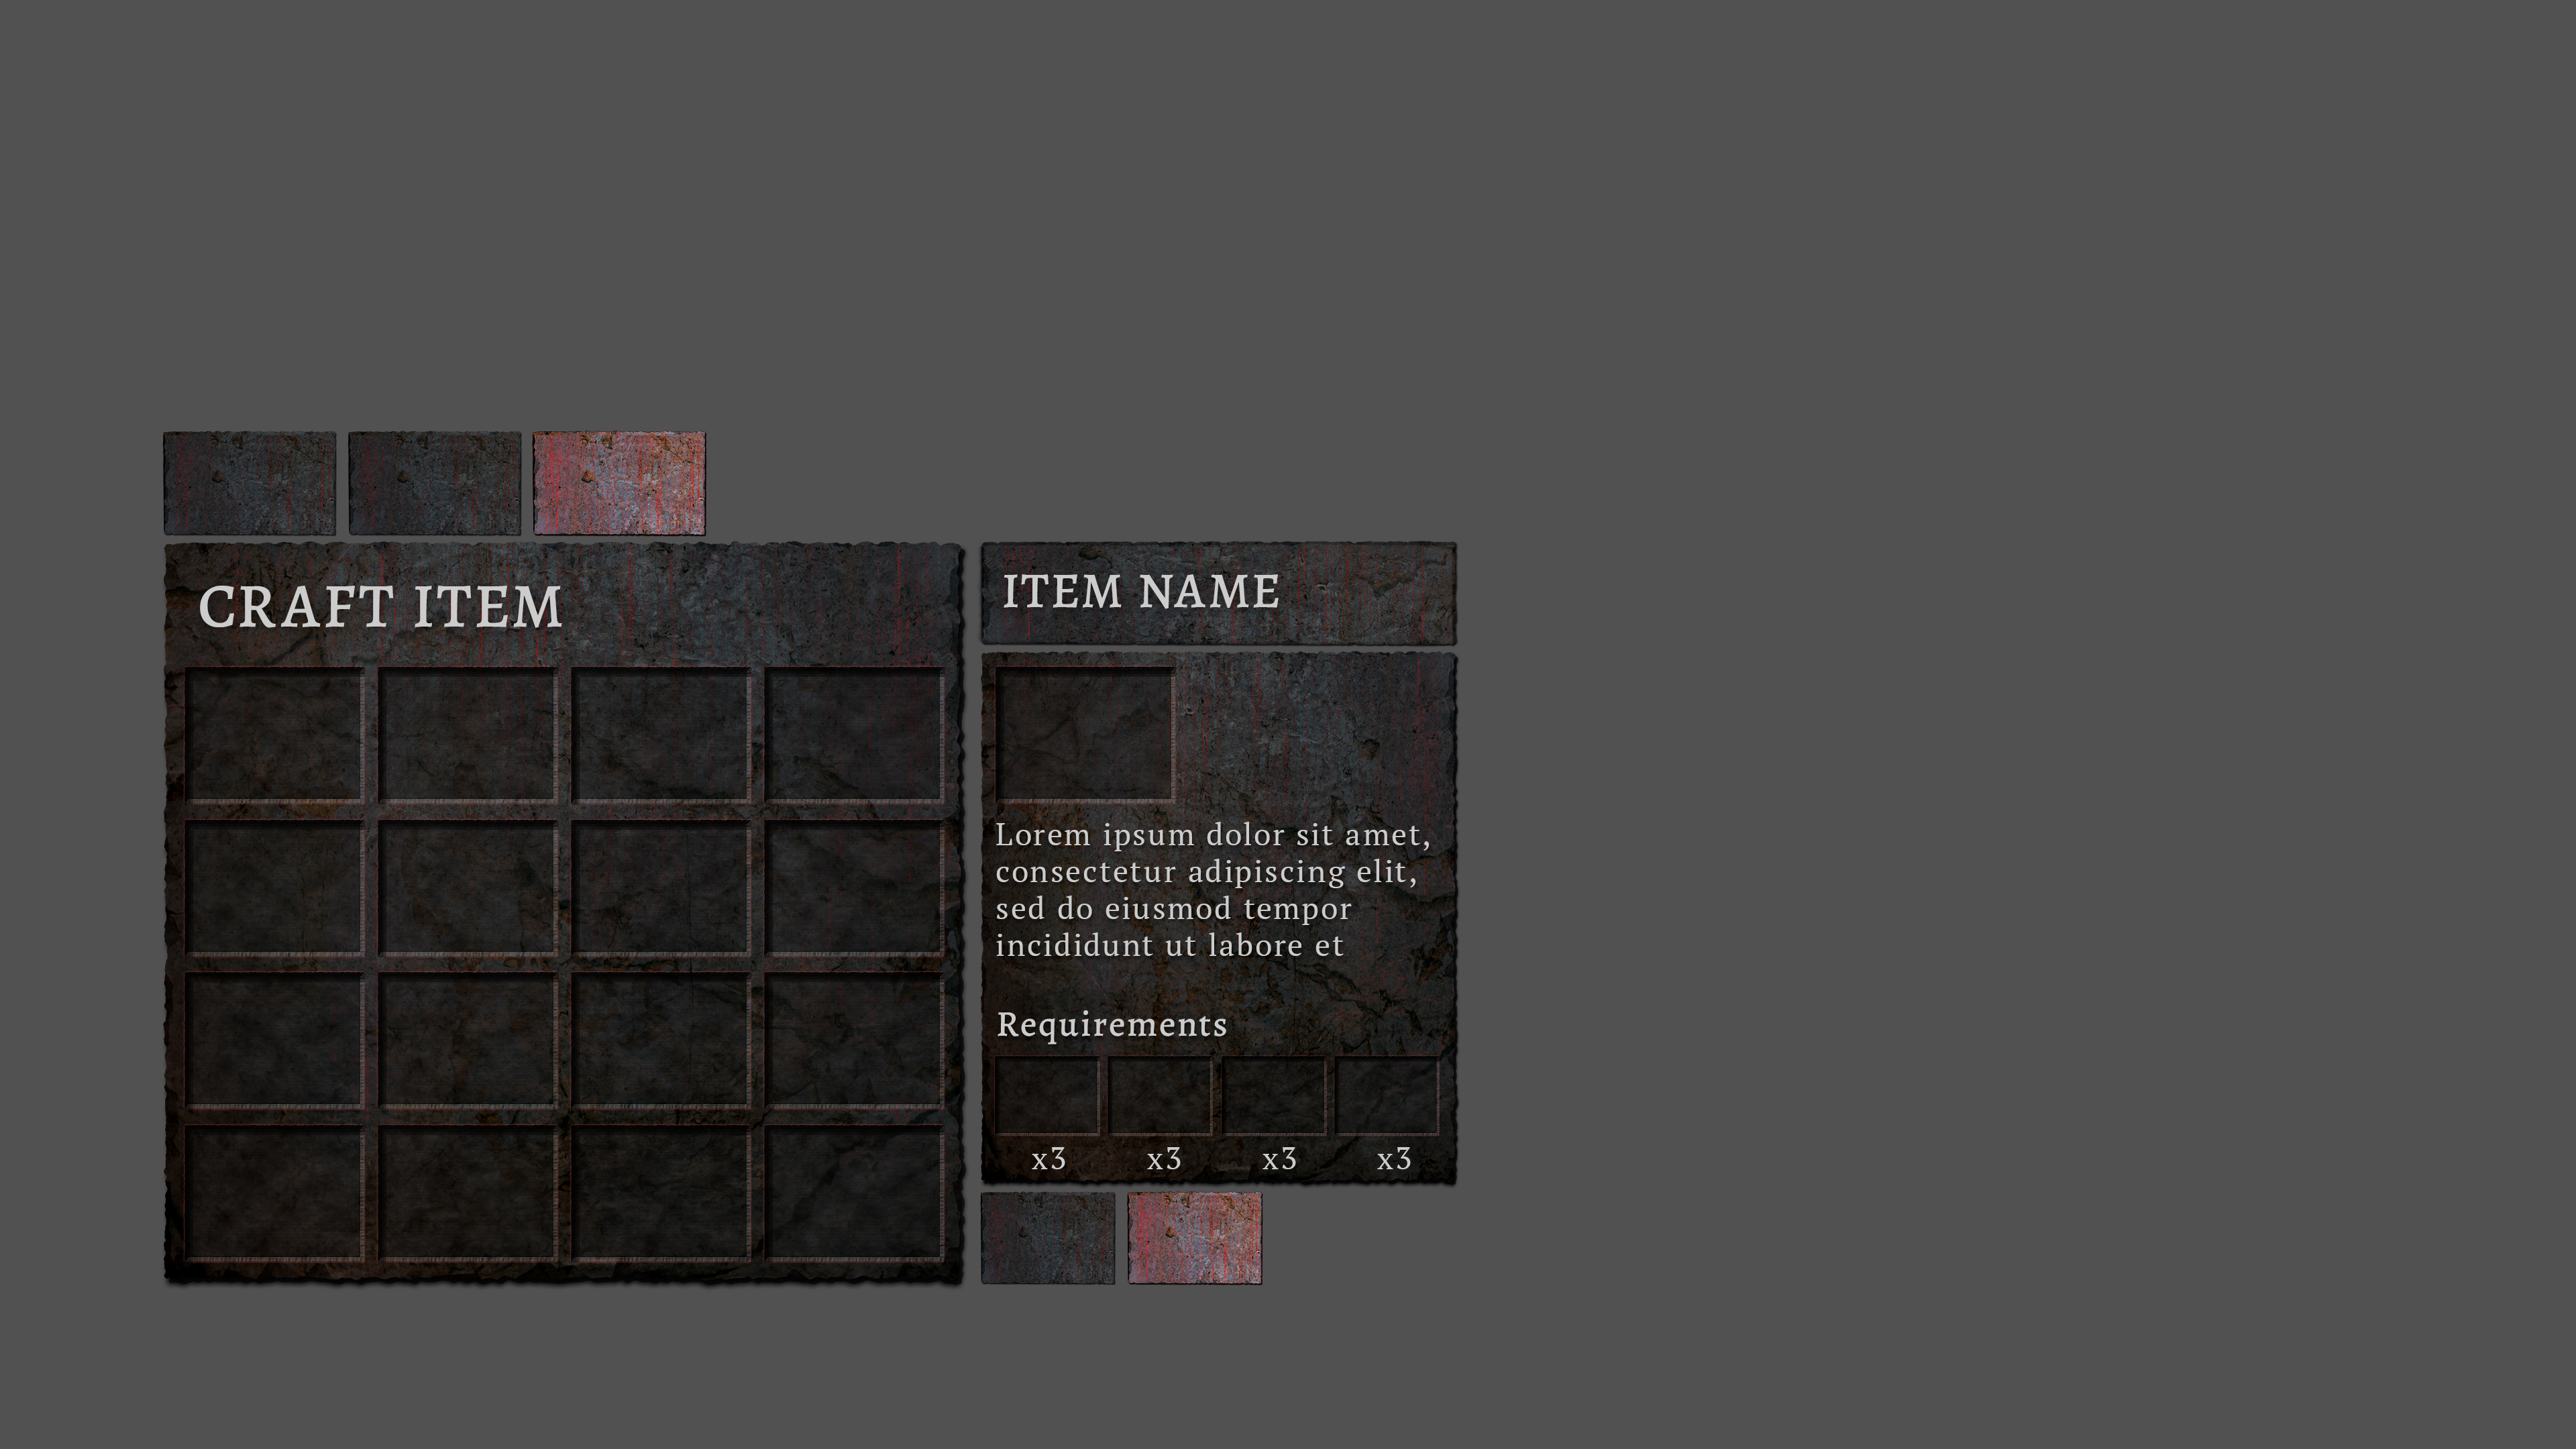 CRAFT ITEM
ITEM NAME
Lorem ipsum dolor sit amet,
consectetur adipiscing elit,
sed do eiusmod tempor
incididunt ut labore et
Requirements
x3 x3 x3 x3